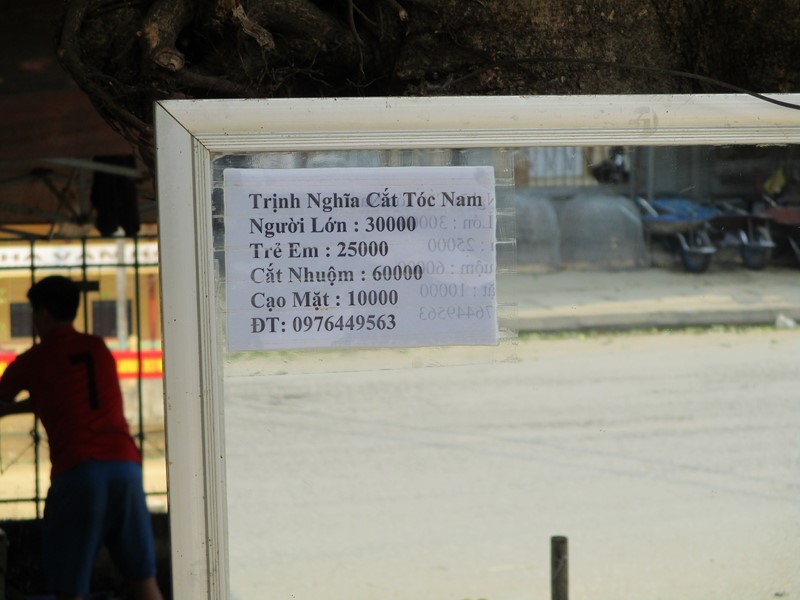 Trịnh Nghĩa Cắt Tóc Nam
Người Lớn : 30000
Trẻ Em : 25000
Cắt Nhuộm : 60000
Cạo Mặt : 10000
ĐT: 0976449563
7